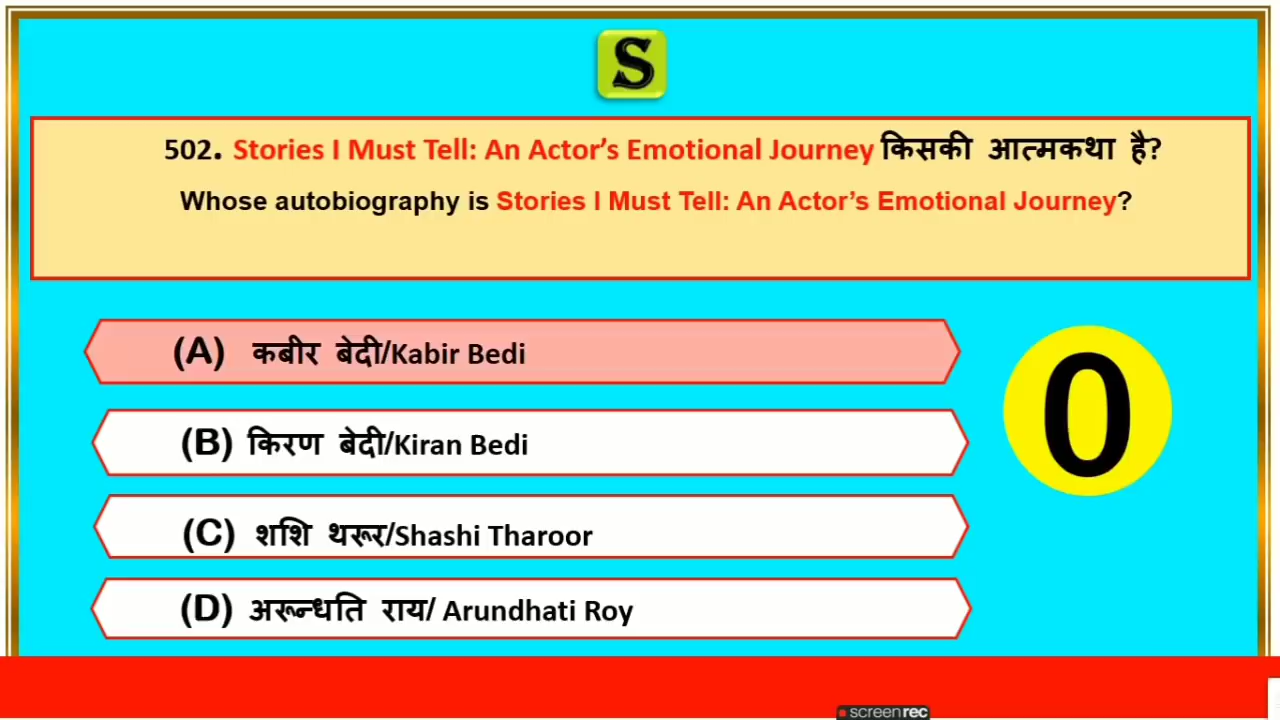 S
502. Stories I Must Tell: An Actor’s Emotional Journey किसकी आत्मकथा है?
Whose autobiography is Stories I Must Tell: An Actor’s Emotional Journey?
(A) कबीर बेदी/Kabir Bedi
0
(B) किरण बेदी/Kiran Bedi
(C) शशि थरूर/Shashi Tharoor
(D) अरून्धति राय/ Arundhati Roy
screenrec